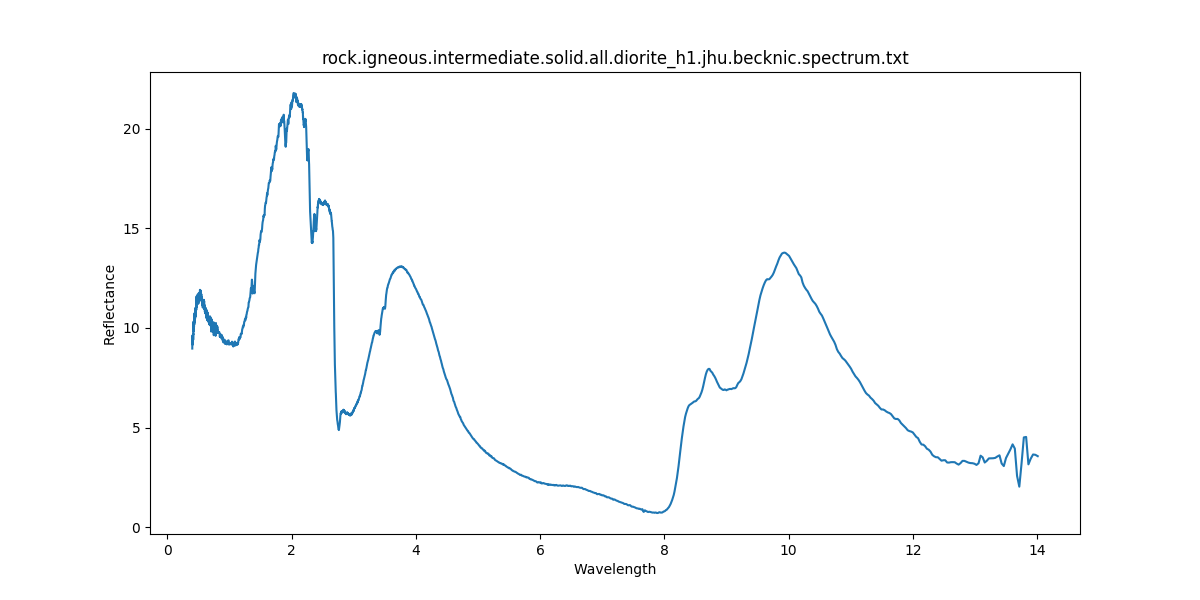 rock.igneous.intermediate.solid.all.diorite_h1.jhu.becknic.spectrum.txt
20
15
10
5
0
Reflectance
0 2 4 6 8 10 12 14
Wavelength